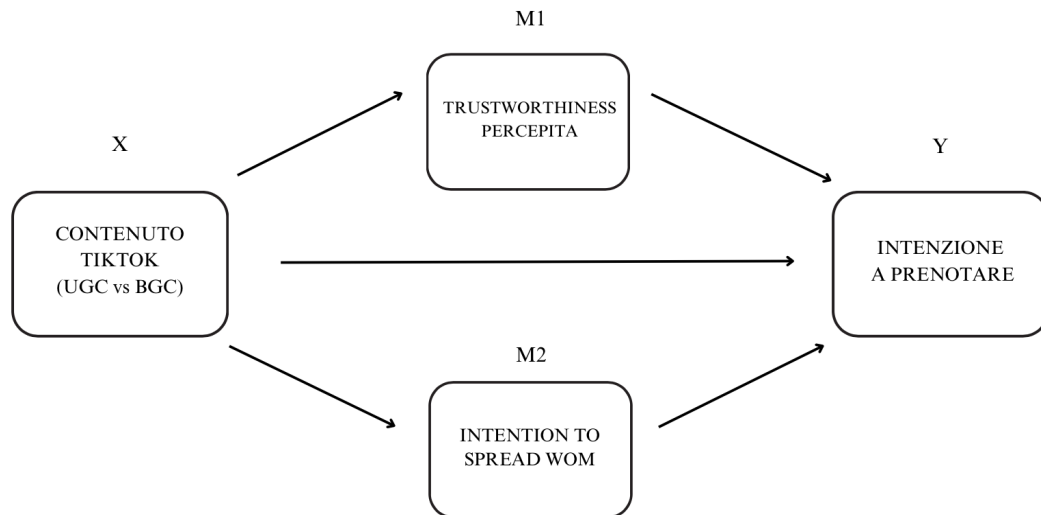 M1
TRUSTWORTHINESS
PERCEPITA
X
Y
CONTENUTO
TIKTOK
(UGC vs BGC)
INTENZIONE
A PRENOTARE
M2
INTENTION TO
SPREAD WOM